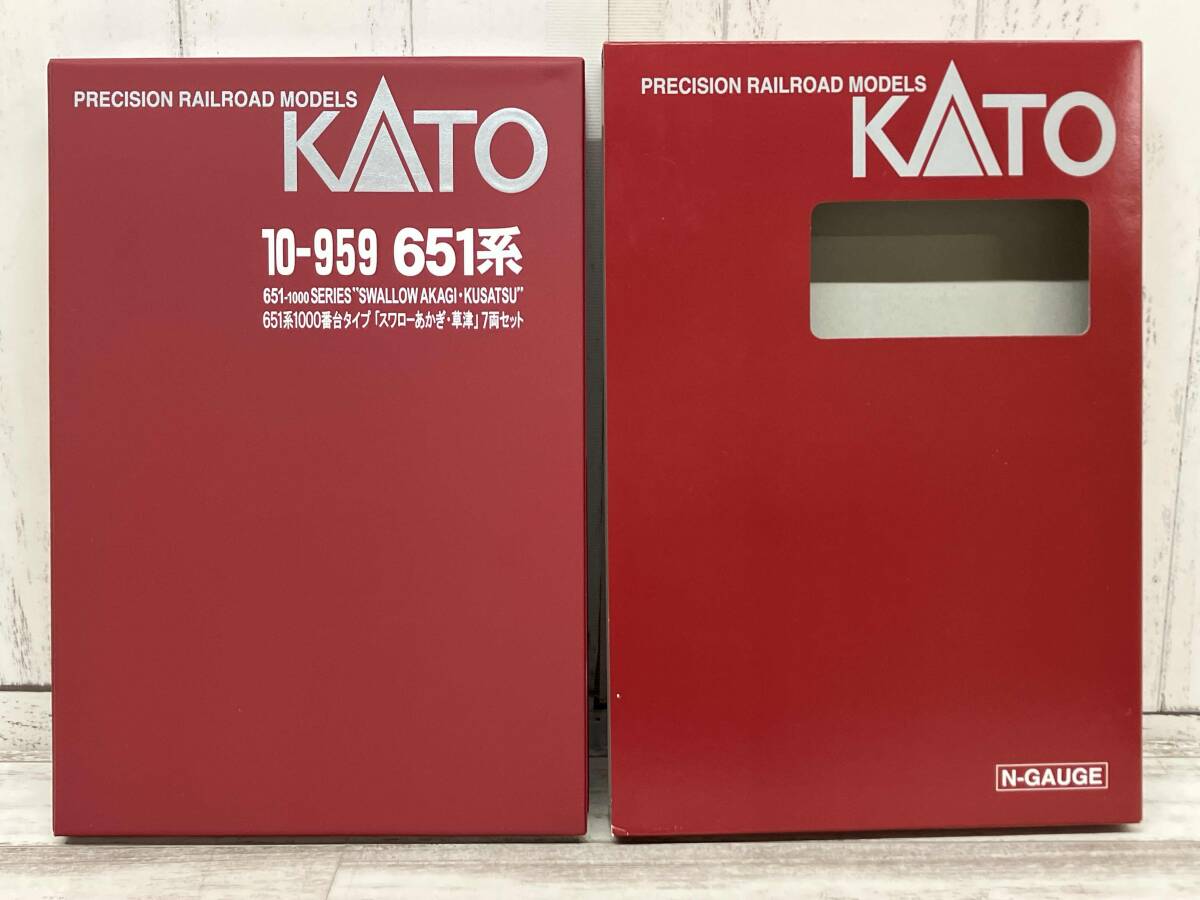 PRECISION RAILROAD MODELS
KATO
10-959 651系
651-1000 SERIES "SWALLOW AKAGI・KUSATSU"
651系1000番台タイプ「スワローあかぎ・草津」7両セット
PRECISION RAILROAD MODELS
KATO
N-GAUGE